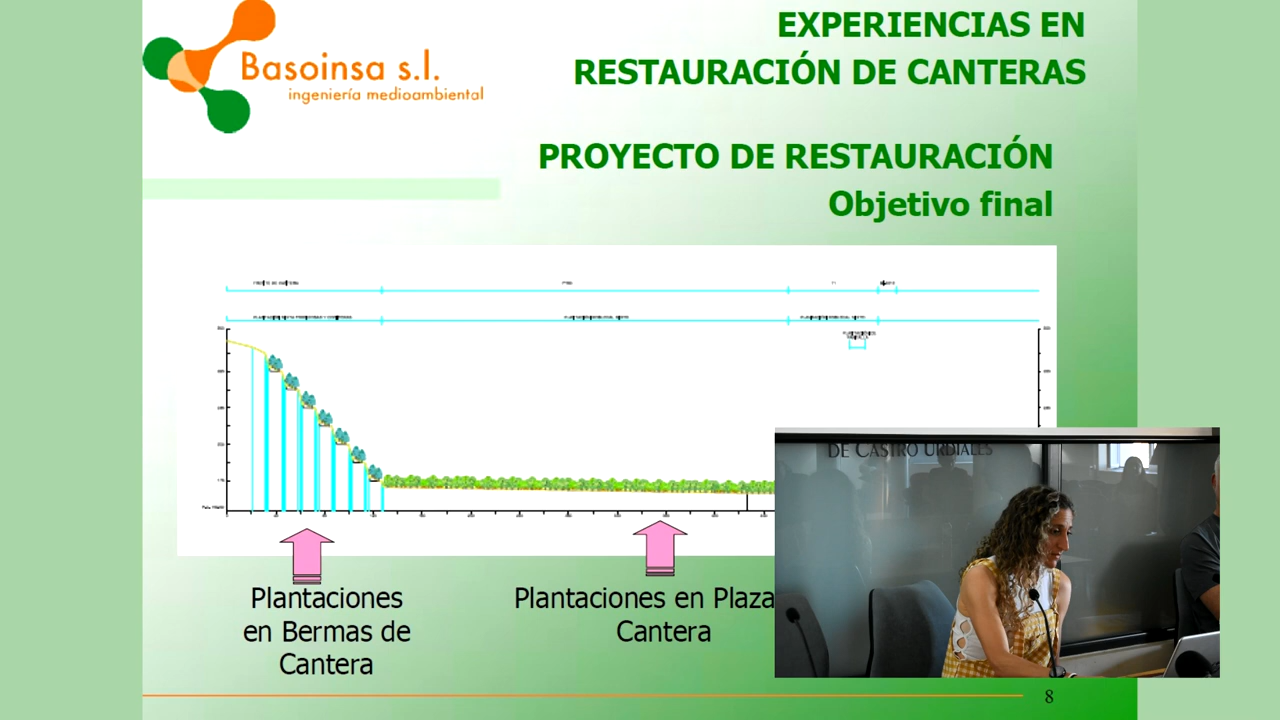 Basoinsa s.l.
ingeniería medioambiental
EXPERIENCIAS EN
RESTAURACIÓN DE CANTERAS
PROYECTO DE RESTAURACIÓN
Objetivo final
Plantaciones
en Bermas de
Cantera
Plantaciones en Plaza
Cantera
DE CASTRO URDIALES
8